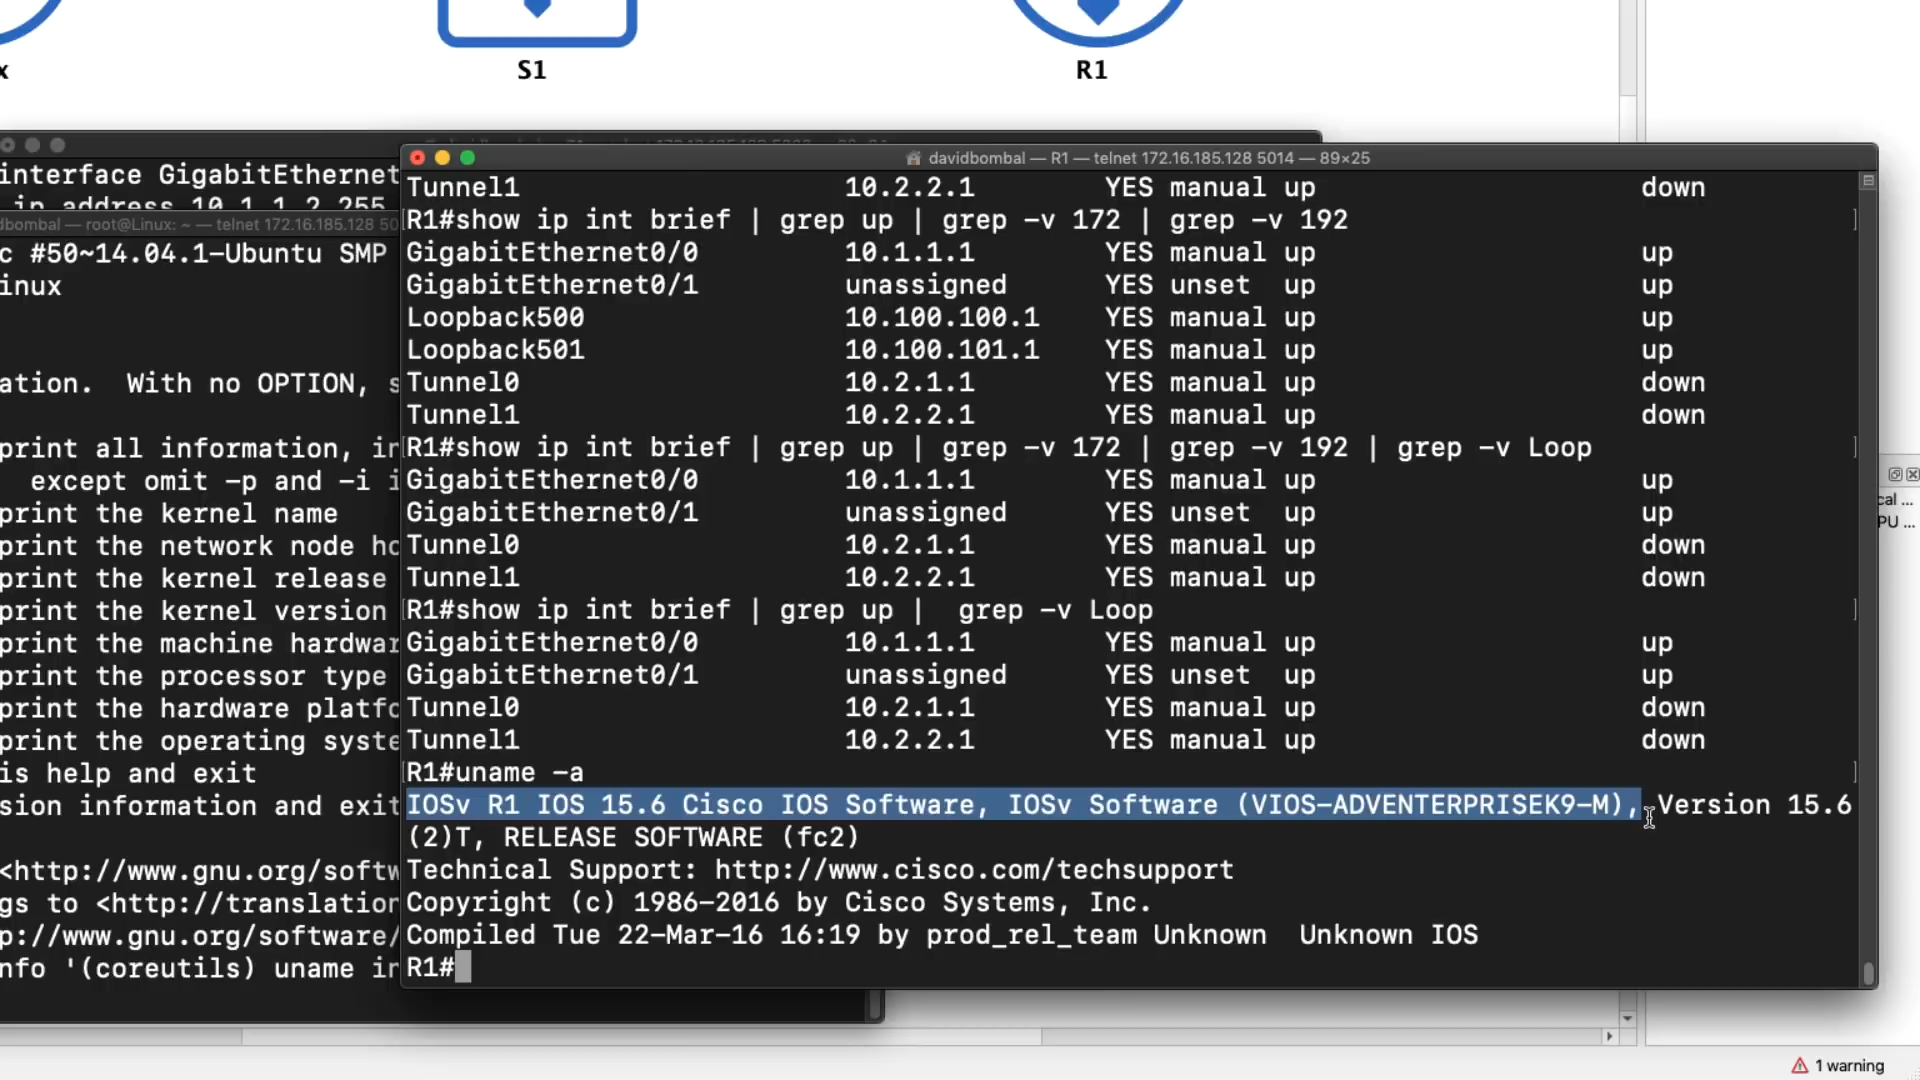 x
S1
R1
interface GigabitEthernet
ip address 10.1.1.2 255
dbombal — root@Linux: ~ — telnet 172.16.185.128 50
c #50~14.04.1-Ubuntu SMP
inux
ation.  With no OPTION, s
print all information, in
except omit -p and -i i
print the kernel name
print the network node ho
print the kernel release
print the kernel version
print the machine hardwar
print the processor type
print the hardware platfo
print the operating syste
is help and exit
sion information and exit
<http://www.gnu.org/softw
gs to <http://translation
p://www.gnu.org/software/
nfo '(coreutils) uname in
davidbombal — R1 — telnet 172.16.185.128 5014 — 89×25
Tunnel1 10.2.2.1 YES manual up down
R1#show ip int brief | grep up | grep -v 172 | grep -v 192
GigabitEthernet0/0 10.1.1.1 YES manual up up
GigabitEthernet0/1 unassigned YES unset  up up
Loopback500 10.100.100.1 YES manual up up
Loopback501 10.100.101.1 YES manual up up
Tunnel0 10.2.1.1 YES manual up down
Tunnel1 10.2.2.1 YES manual up down
R1#show ip int brief | grep up | grep -v 172 | grep -v 192 | grep -v Loop
GigabitEthernet0/0 10.1.1.1 YES manual up up
GigabitEthernet0/1 unassigned YES unset  up up
Tunnel0 10.2.1.1 YES manual up down
Tunnel1 10.2.2.1 YES manual up down
R1#show ip int brief | grep up |  grep -v Loop
GigabitEthernet0/0 10.1.1.1 YES manual up up
GigabitEthernet0/1 unassigned YES unset  up up
Tunnel0 10.2.1.1 YES manual up down
Tunnel1 10.2.2.1 YES manual up down
R1#uname -a
IOSv R1 IOS 15.6 Cisco IOS Software, IOSv Software (VIOS-ADVENTERPRISEK9-M), Version 15.6
(2)T, RELEASE SOFTWARE (fc2)
Technical Support: http://www.cisco.com/techsupport
Copyright (c) 1986-2016 by Cisco Systems, Inc.
Compiled Tue 22-Mar-16 16:19 by prod_rel_team Unknown  Unknown IOS
R1#
cal ...
PU ...
1 warning